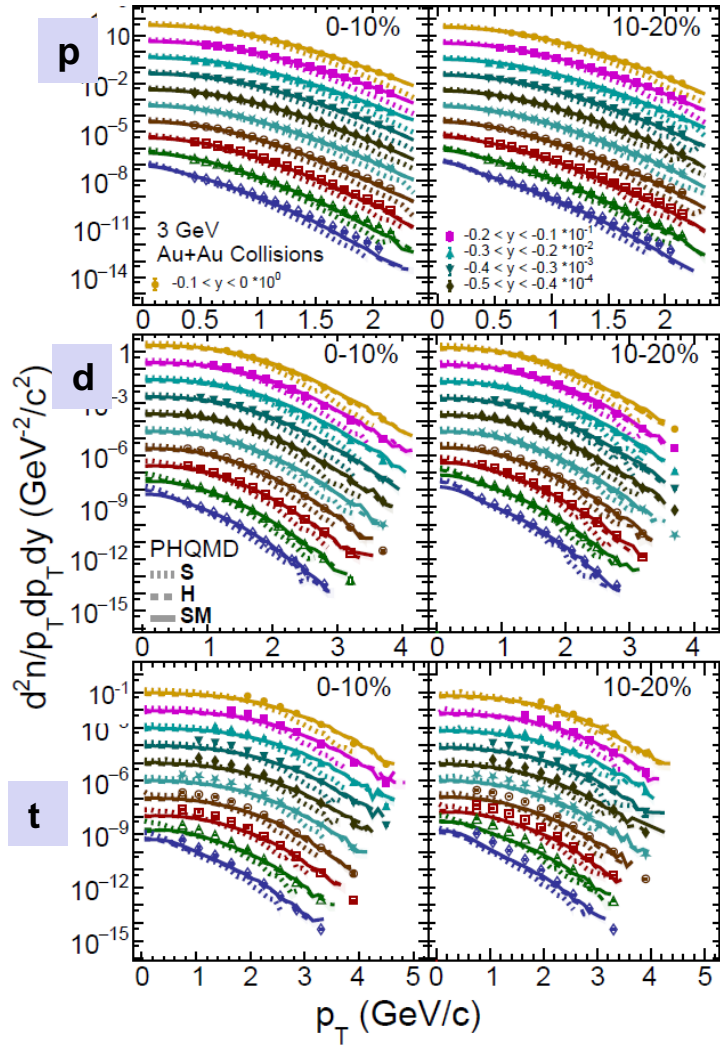 p
0-10%
10-20%
10
10⁻²
10⁻⁵
10⁻⁸
10⁻¹¹
10⁻¹⁴
3 GeV
Au+Au Collisions
-0.1 < y < 0 *10⁰
-0.2 < y < -0.1 *10⁻¹
-0.3 < y < -0.2 *10⁻²
-0.4 < y < -0.3 *10⁻³
-0.5 < y < -0.4 *10⁻⁴
0 0.5 1 1.5 2 0 0.5 1 1.5 2
d
0-10%
10-20%
1
10⁻³
10⁻⁶
10⁻⁹
10⁻¹²
10⁻¹⁵
PHQMD
S
H
SM
0 1 2 3 4 0 1 2 3 4
d²n/p_T dp_T dy (GeV⁻²/c²)
t
0-10%
10-20%
10⁻¹
10⁻⁶
10⁻⁹
10⁻¹²
10⁻¹⁵
0 1 2 3 4 5 0 1 2 3 4 5
p_T (GeV/c)